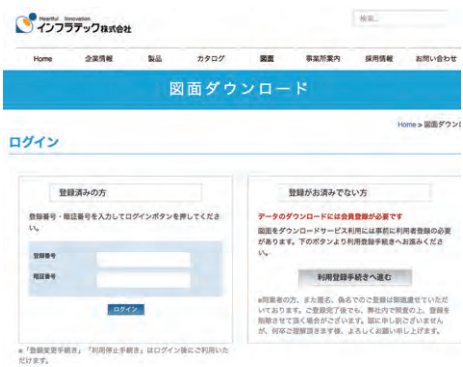 Heartful Innovation
インフラテック株式会社
検索...
Home 企業情報 製品 カタログ 図面 事業所案内 採用情報 お問い合わせ
図面ダウンロード
Home » 図面ダウンロ
ログイン
登録済みの方
登録番号・暗証番号を入力してログインボタンを押してくださ
い。
登録番号
暗証番号
ログイン
※「登録変更手続き」「利用停止手続き」はログイン後にご利用いた
だけます。
登録がお済みでない方
データのダウンロードには会員登録が必要です
図面をダウンロードサービス利用には事前に利用者登録の必要
があります。下のボタンより利用登録手続きへお進みくださ
い。
利用登録手続きへ進む
※同業者の方、また匿名、偽名でのご登録は御遠慮せていただ
いております。ご登録完了後でも、弊社内で照査の上、登録を
削除させて頂く場合がございます。誠に申し訳ございません
が、何卒ご理解頂きます様、よろしくお願い申し上げます。